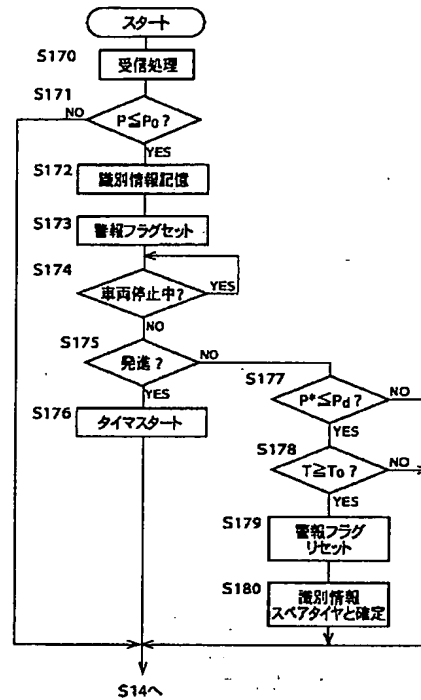 スタート
S170
受信処理
S171
NO
P≦P0?
YES
S172
識別情報記憶
S173
警報フラグセット
S174
車両停止中?
YES
NO
S175
発進?
NO
YES
S176
タイマスタート
S177
P*≦Pd?
NO
YES
S178
T≧T0?
NO
YES
S179
警報フラグ
リセット
S180
識別情報
スペアタイヤと確定
S14へ